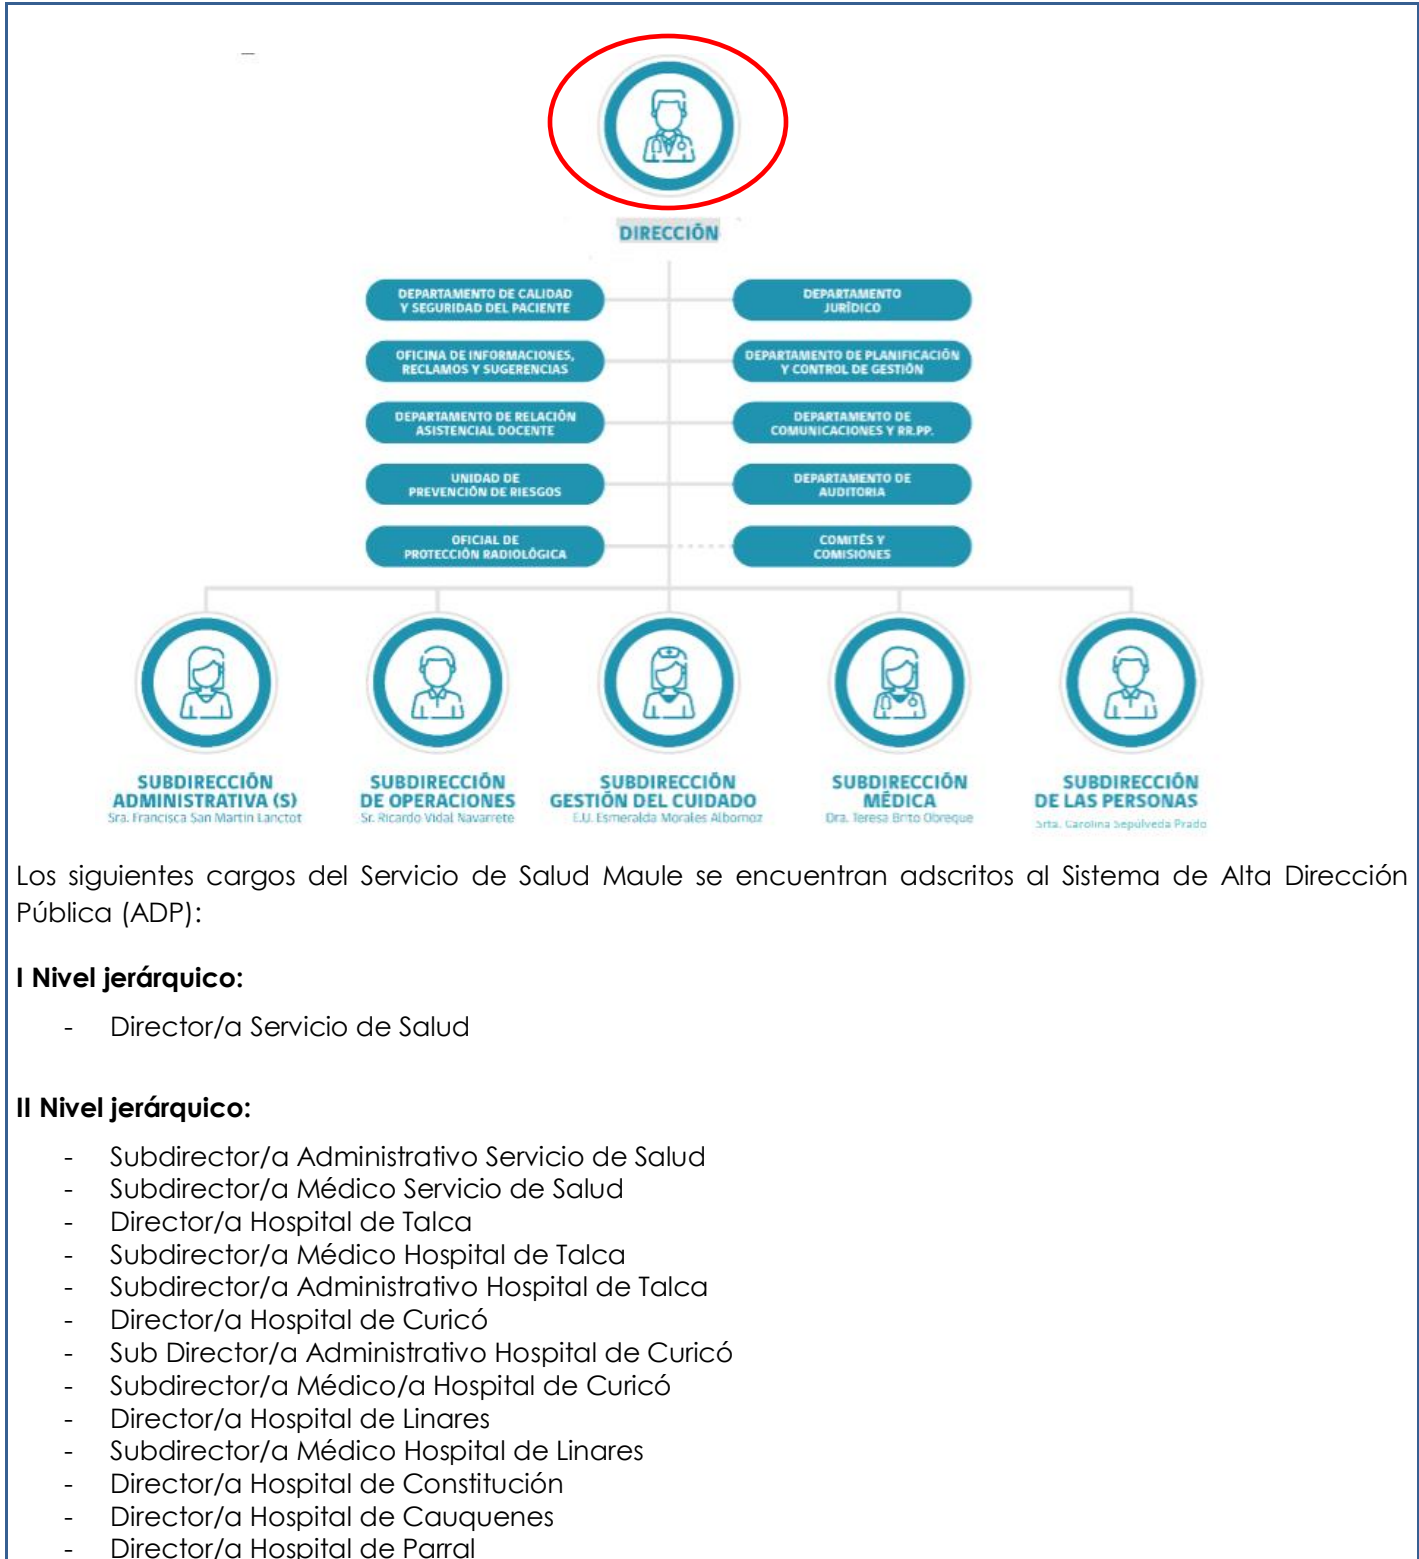 DIRECCIÓN
DEPARTAMENTO DE CALIDAD
Y SEGURIDAD DEL PACIENTE
DEPARTAMENTO
JURÍDICO
OFICINA DE INFORMACIONES,
RECLAMOS Y SUGERENCIAS
DEPARTAMENTO DE PLANIFICACIÓN
Y CONTROL DE GESTIÓN
DEPARTAMENTO DE RELACIÓN
ASISTENCIAL DOCENTE
DEPARTAMENTO DE
COMUNICACIONES Y RR.PP.
UNIDAD DE
PREVENCIÓN DE RIESGOS
DEPARTAMENTO DE
AUDITORIA
OFICIAL DE
PROTECCIÓN RADIOLÓGICA
COMITÉS Y
COMISIONES
SUBDIRECCIÓN
ADMINISTRATIVA (S)
Sra. Francisca San Martin Lanctot
SUBDIRECCIÓN
DE OPERACIONES
Sr. Ricardo Vidal Navarrete
SUBDIRECCIÓN
GESTIÓN DEL CUIDADO
E.U. Esmeralda Morales Albornoz
SUBDIRECCIÓN
MÉDICA
Dra. Teresa Brito Obreque
SUBDIRECCIÓN
DE LAS PERSONAS
Srta. Carolina Sepúlveda Prado
Los siguientes cargos del Servicio de Salud Maule se encuentran adscritos al Sistema de Alta Dirección
Pública (ADP):
I Nivel jerárquico:
- Director/a Servicio de Salud
II Nivel jerárquico:
- Subdirector/a Administrativo Servicio de Salud
- Subdirector/a Médico Servicio de Salud
- Director/a Hospital de Talca
- Subdirector/a Médico Hospital de Talca
- Subdirector/a Administrativo Hospital de Talca
- Director/a Hospital de Curicó
- Sub Director/a Administrativo Hospital de Curicó
- Subdirector/a Médico/a Hospital de Curicó
- Director/a Hospital de Linares
- Subdirector/a Médico Hospital de Linares
- Director/a Hospital de Constitución
- Director/a Hospital de Cauquenes
- Director/a Hospital de Parral